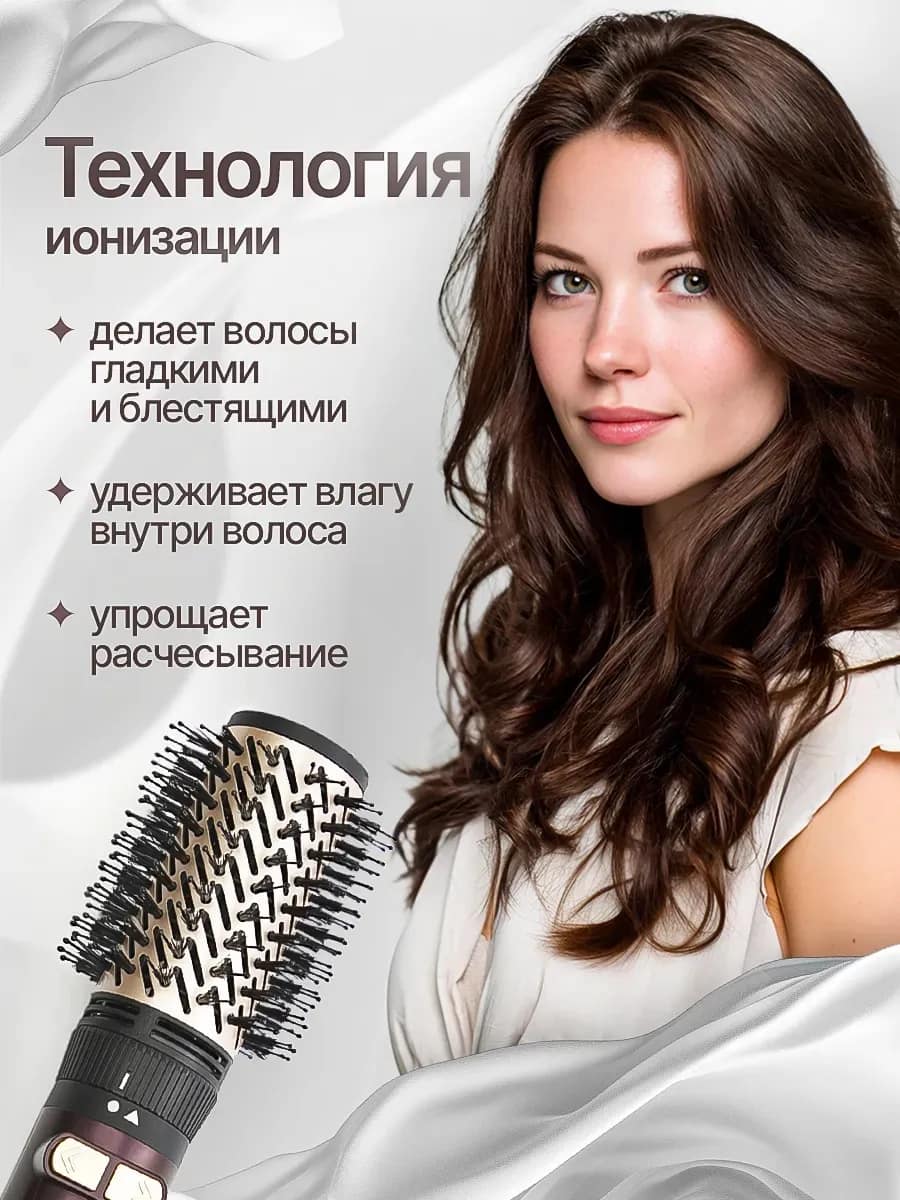 Технология
ионизации
делает волосы
гладкими
и блестящими
удерживает влагу
внутри волоса
упрощает
расчесывание